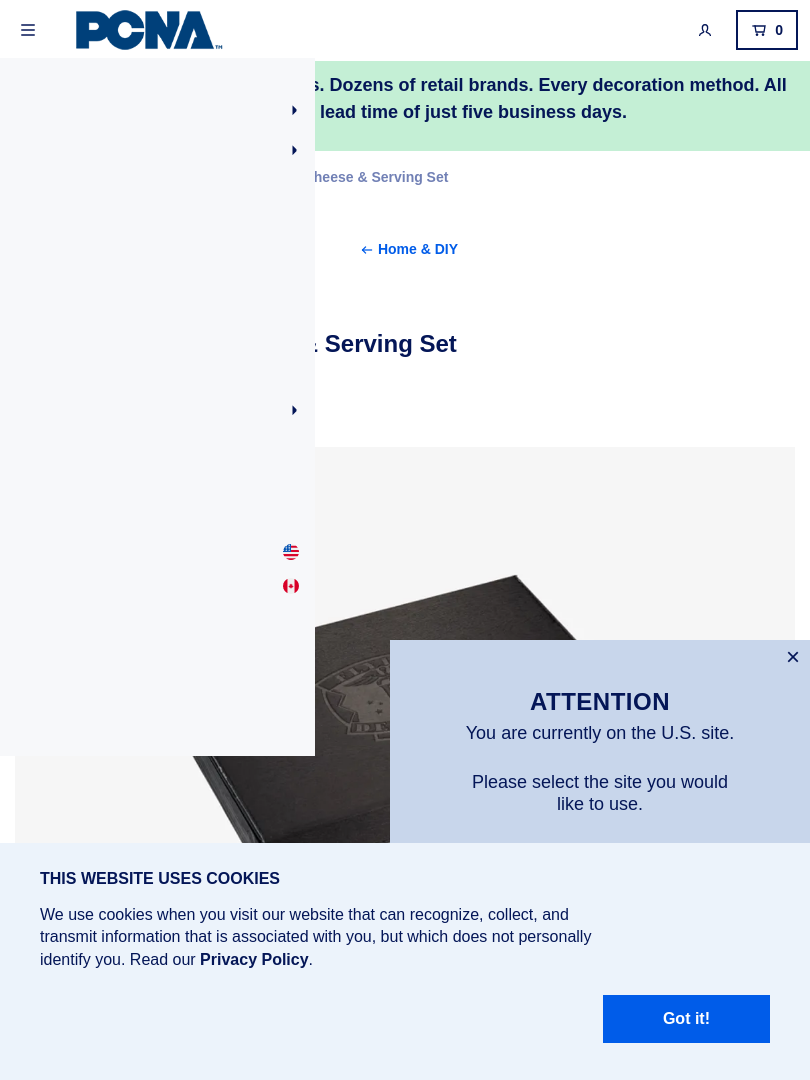 PCNA™
0
s. Dozens of retail brands. Every decoration method. All
lead time of just five business days.
heese & Serving Set
← Home & DIY
& Serving Set
ATTENTION
You are currently on the U.S. site.
Please select the site you would
like to use.
THIS WEBSITE USES COOKIES
We use cookies when you visit our website that can recognize, collect, and
transmit information that is associated with you, but which does not personally
identify you. Read our Privacy Policy.
Got it!